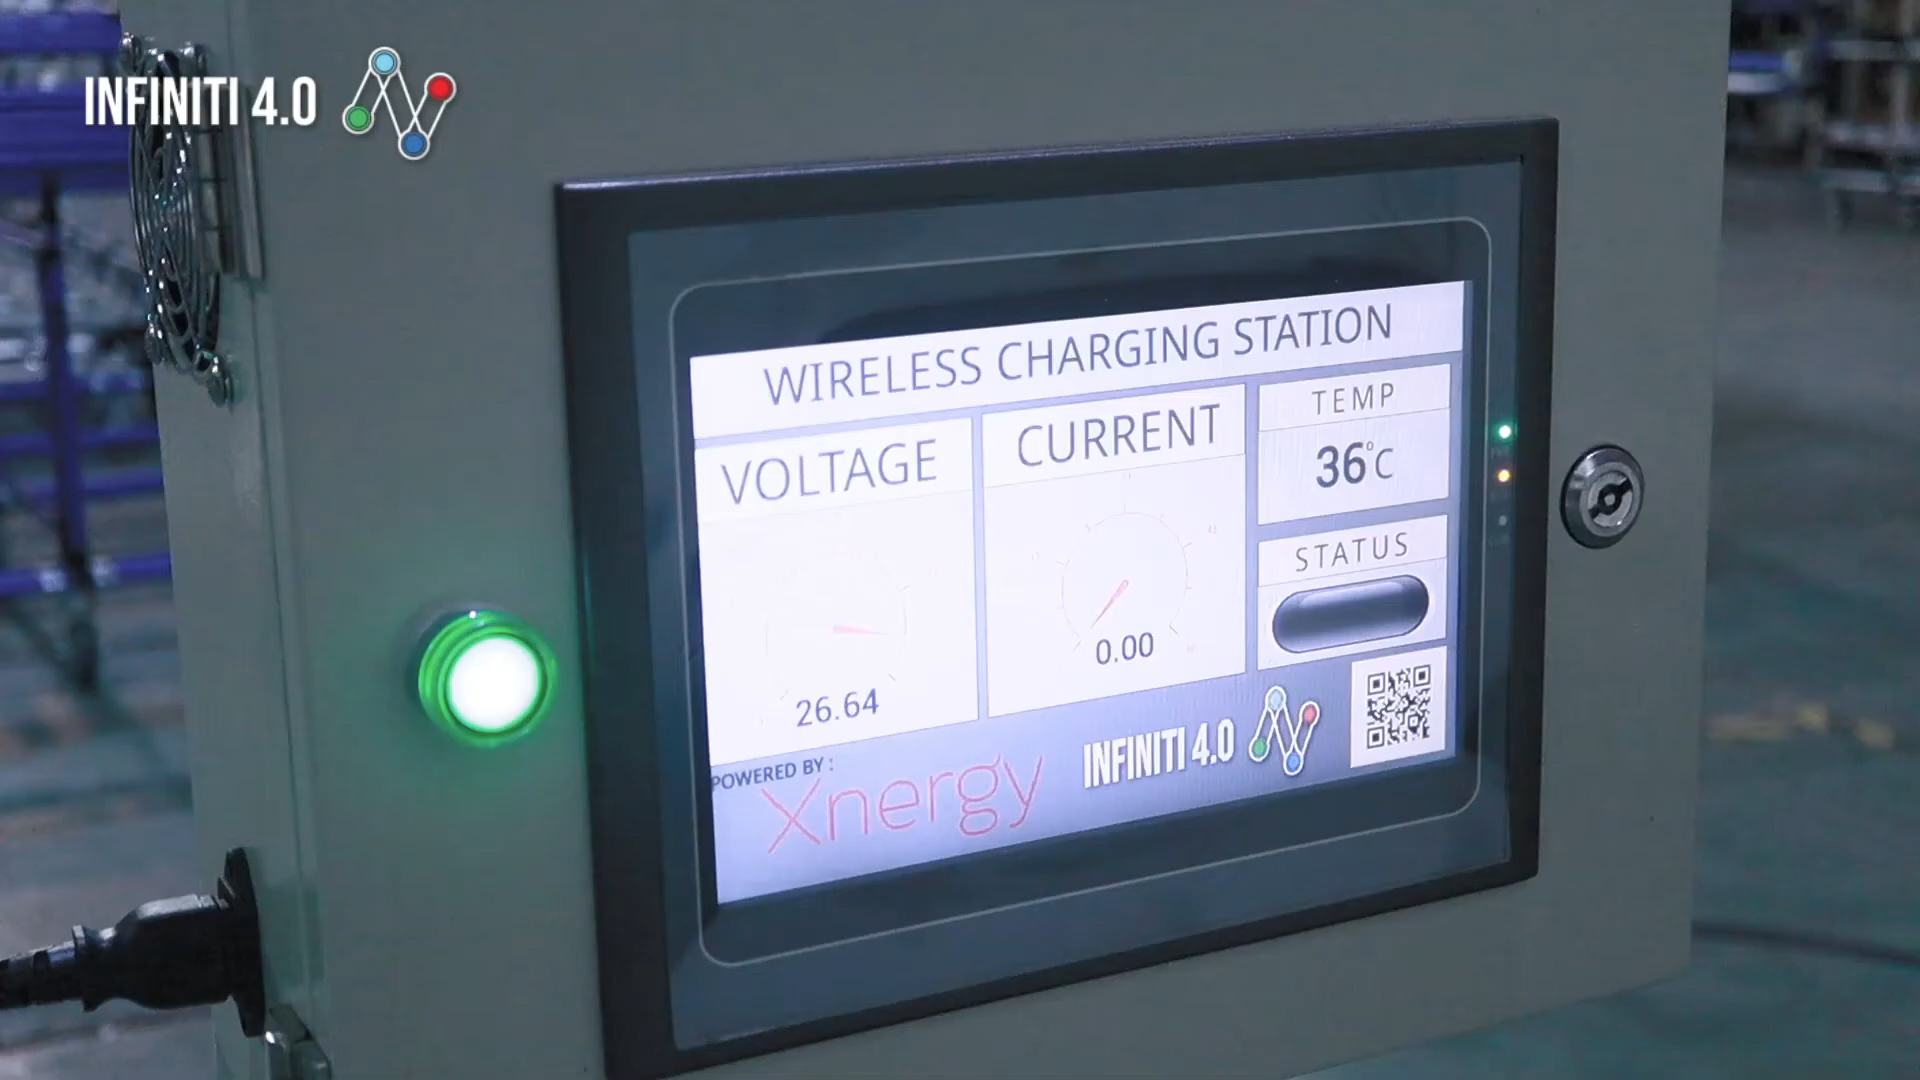 INFINITI 4.0
WIRELESS CHARGING STATION
VOLTAGE
26.64
CURRENT
0.00
TEMP
36°C
STATUS
POWERED BY :
Xnergy
INFINITI 4.0